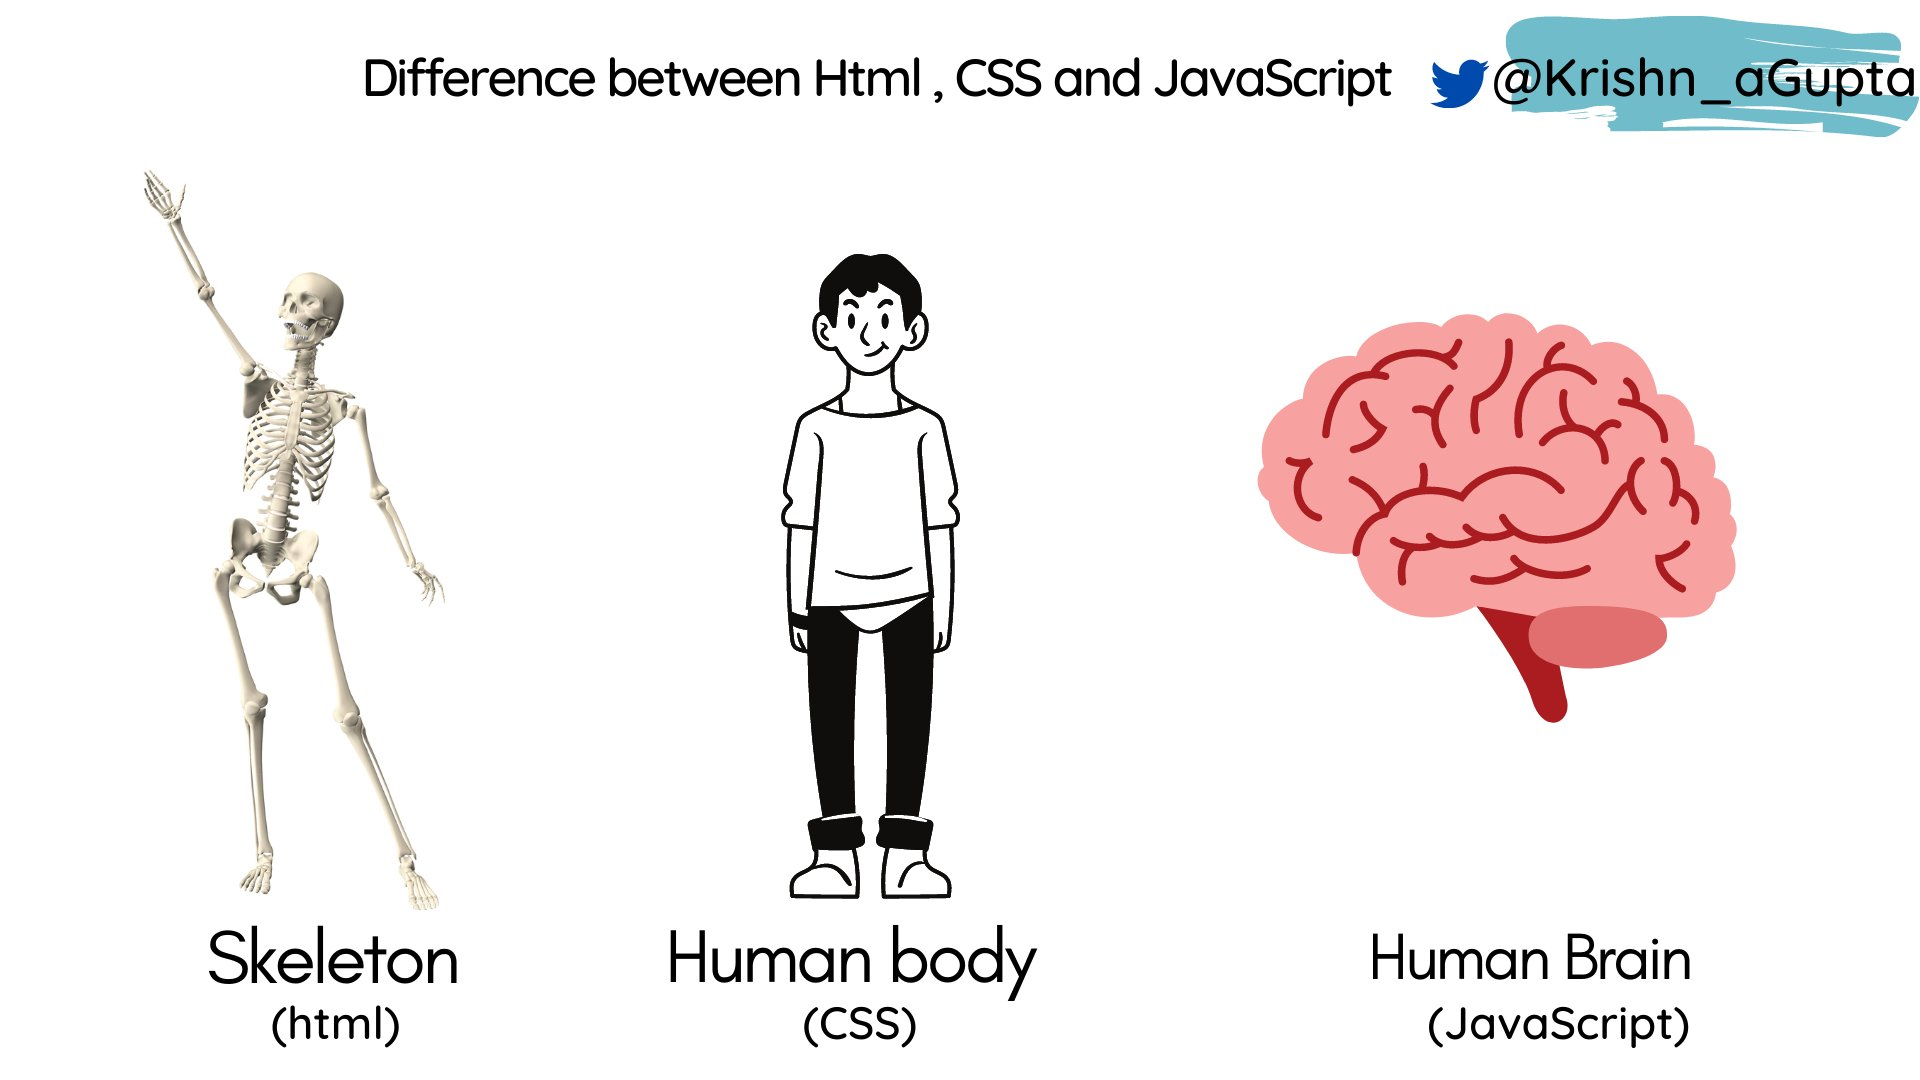 Difference between Html , CSS and JavaScript @Krishn_aGupta
Skeleton
(html)
Human body
(CSS)
Human Brain
(JavaScript)